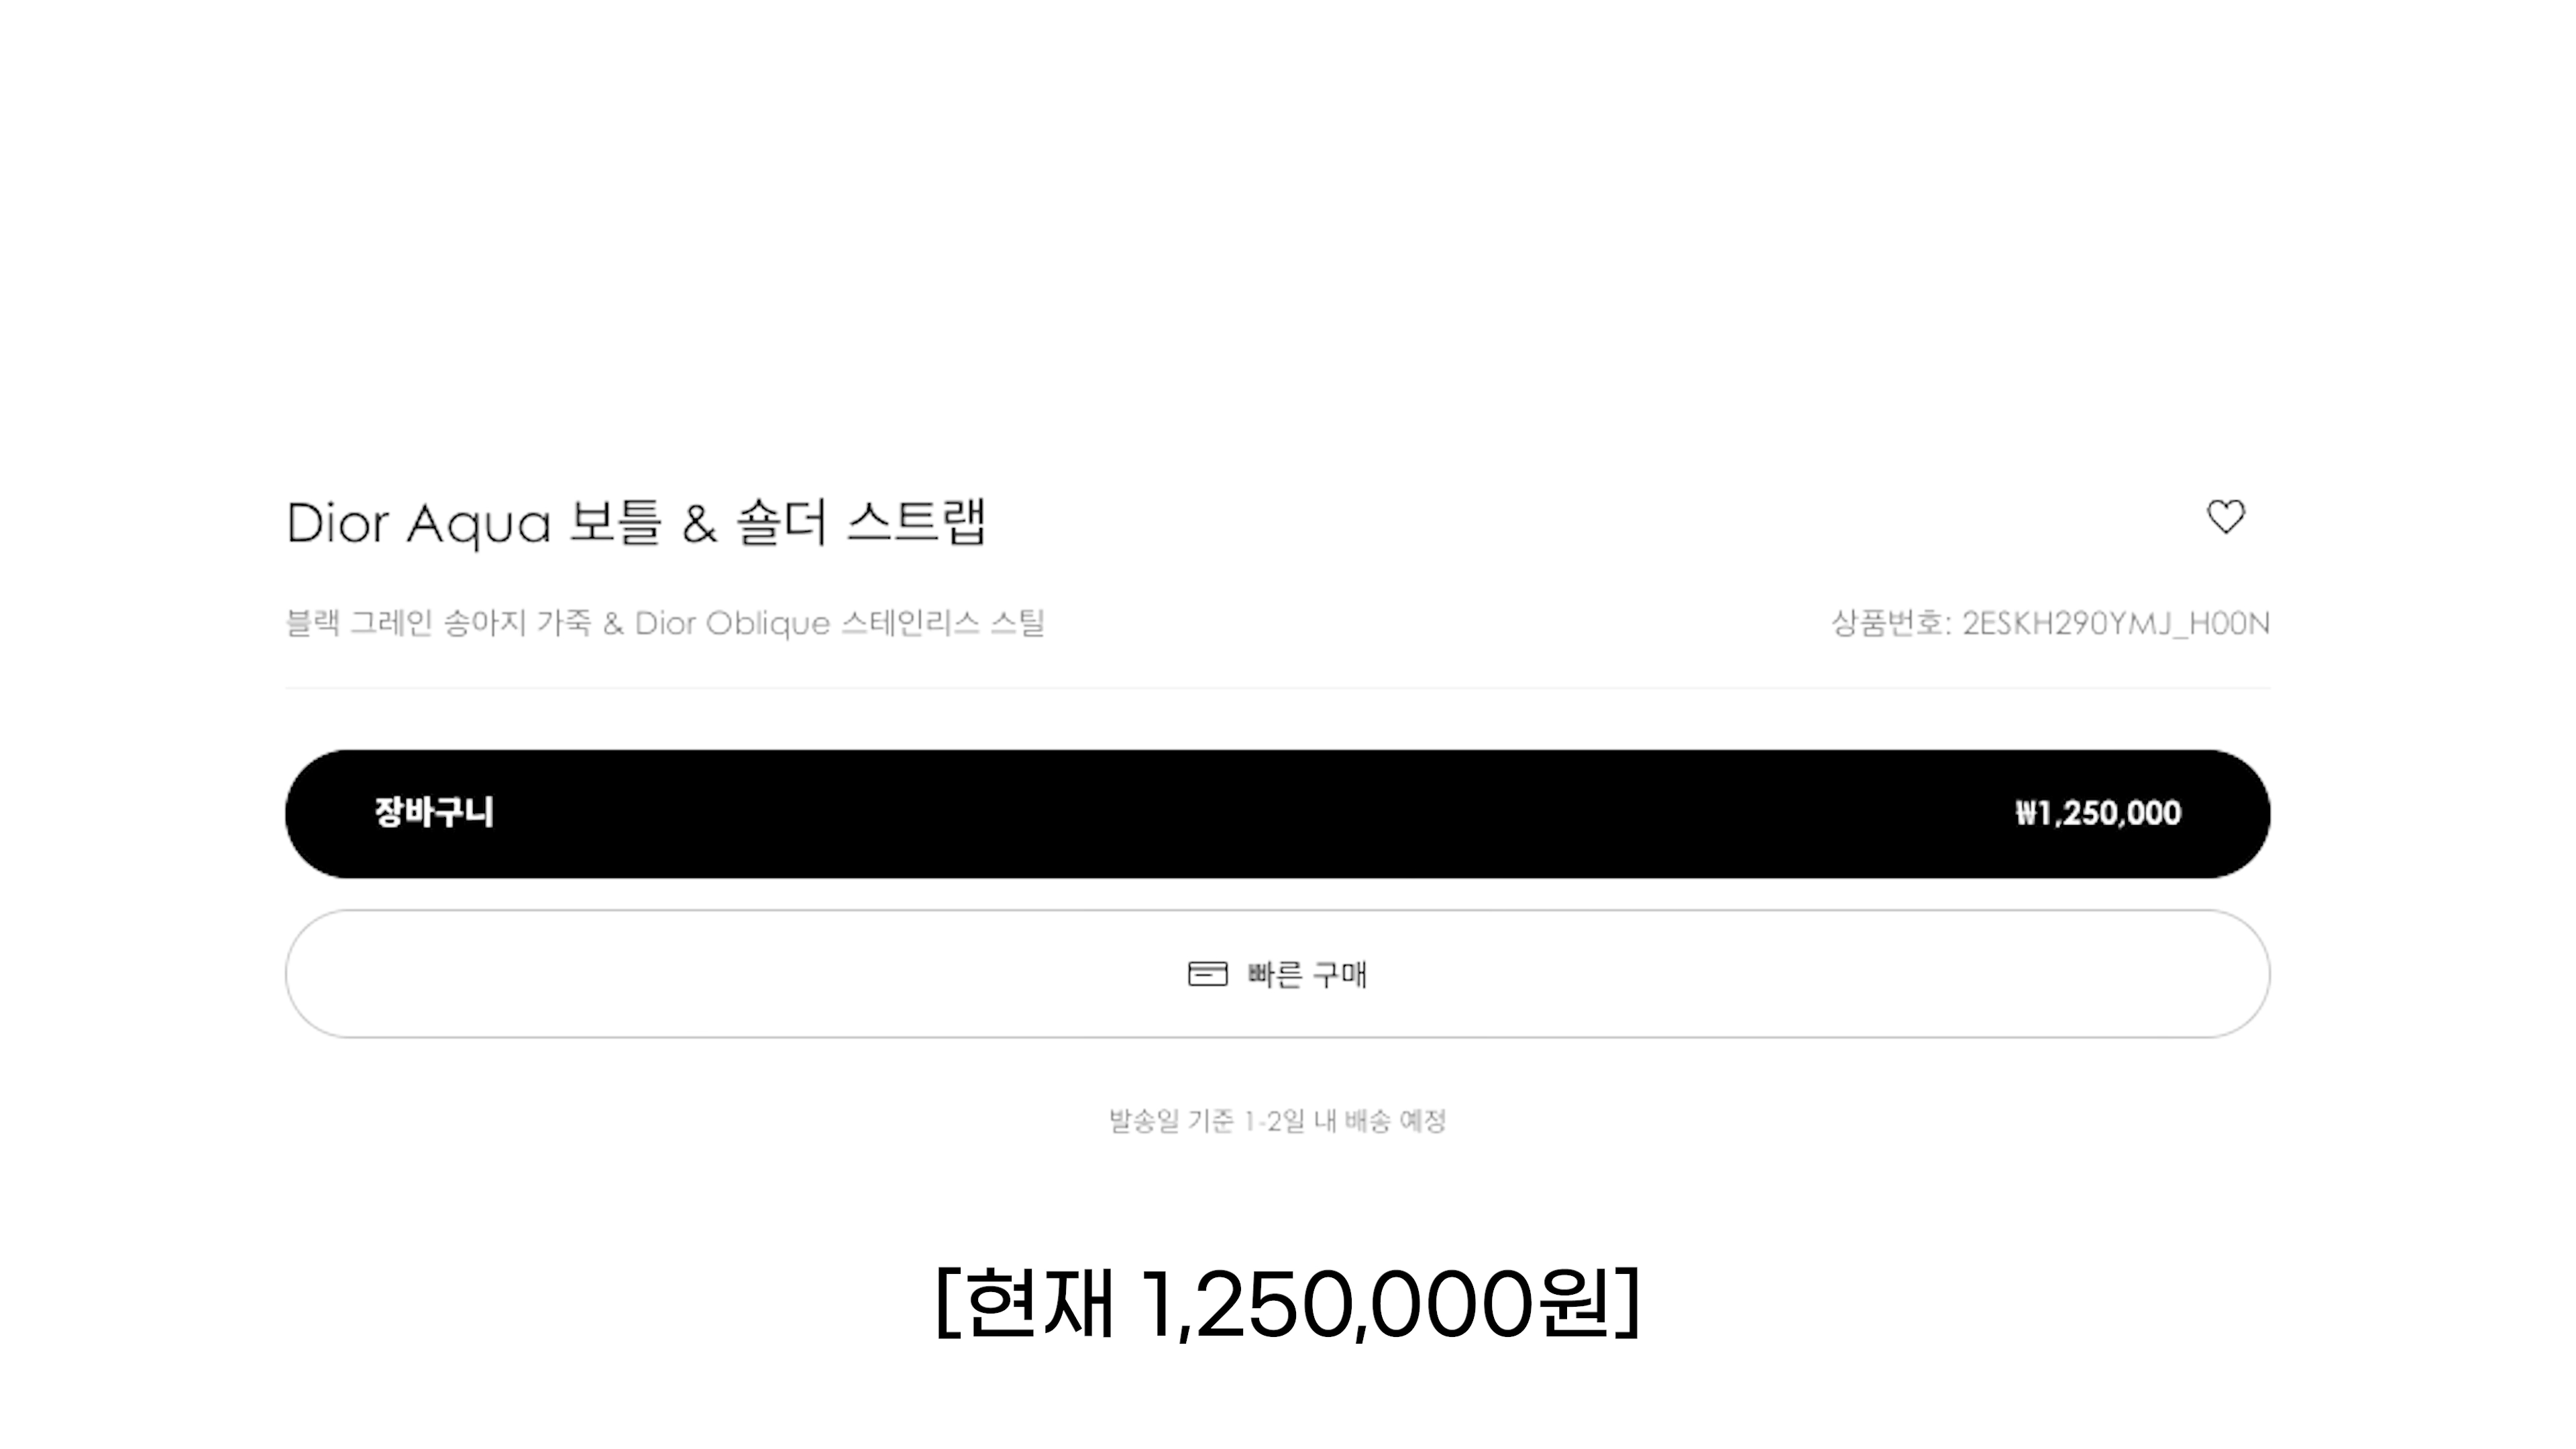 Dior Aqua 보틀 & 숄더 스트랩
블랙 그레인 송아지 가죽 & Dior Oblique 스테인리스 스틸
상품번호: 2ESKH290YMJ_H00N
장바구니
₩1,250,000
빠른 구매
발송일 기준 1-2일 내 배송 예정
[현재 1,250,000원]